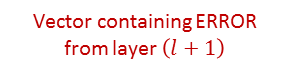 Vector containing ERROR
from layer (l + 1)